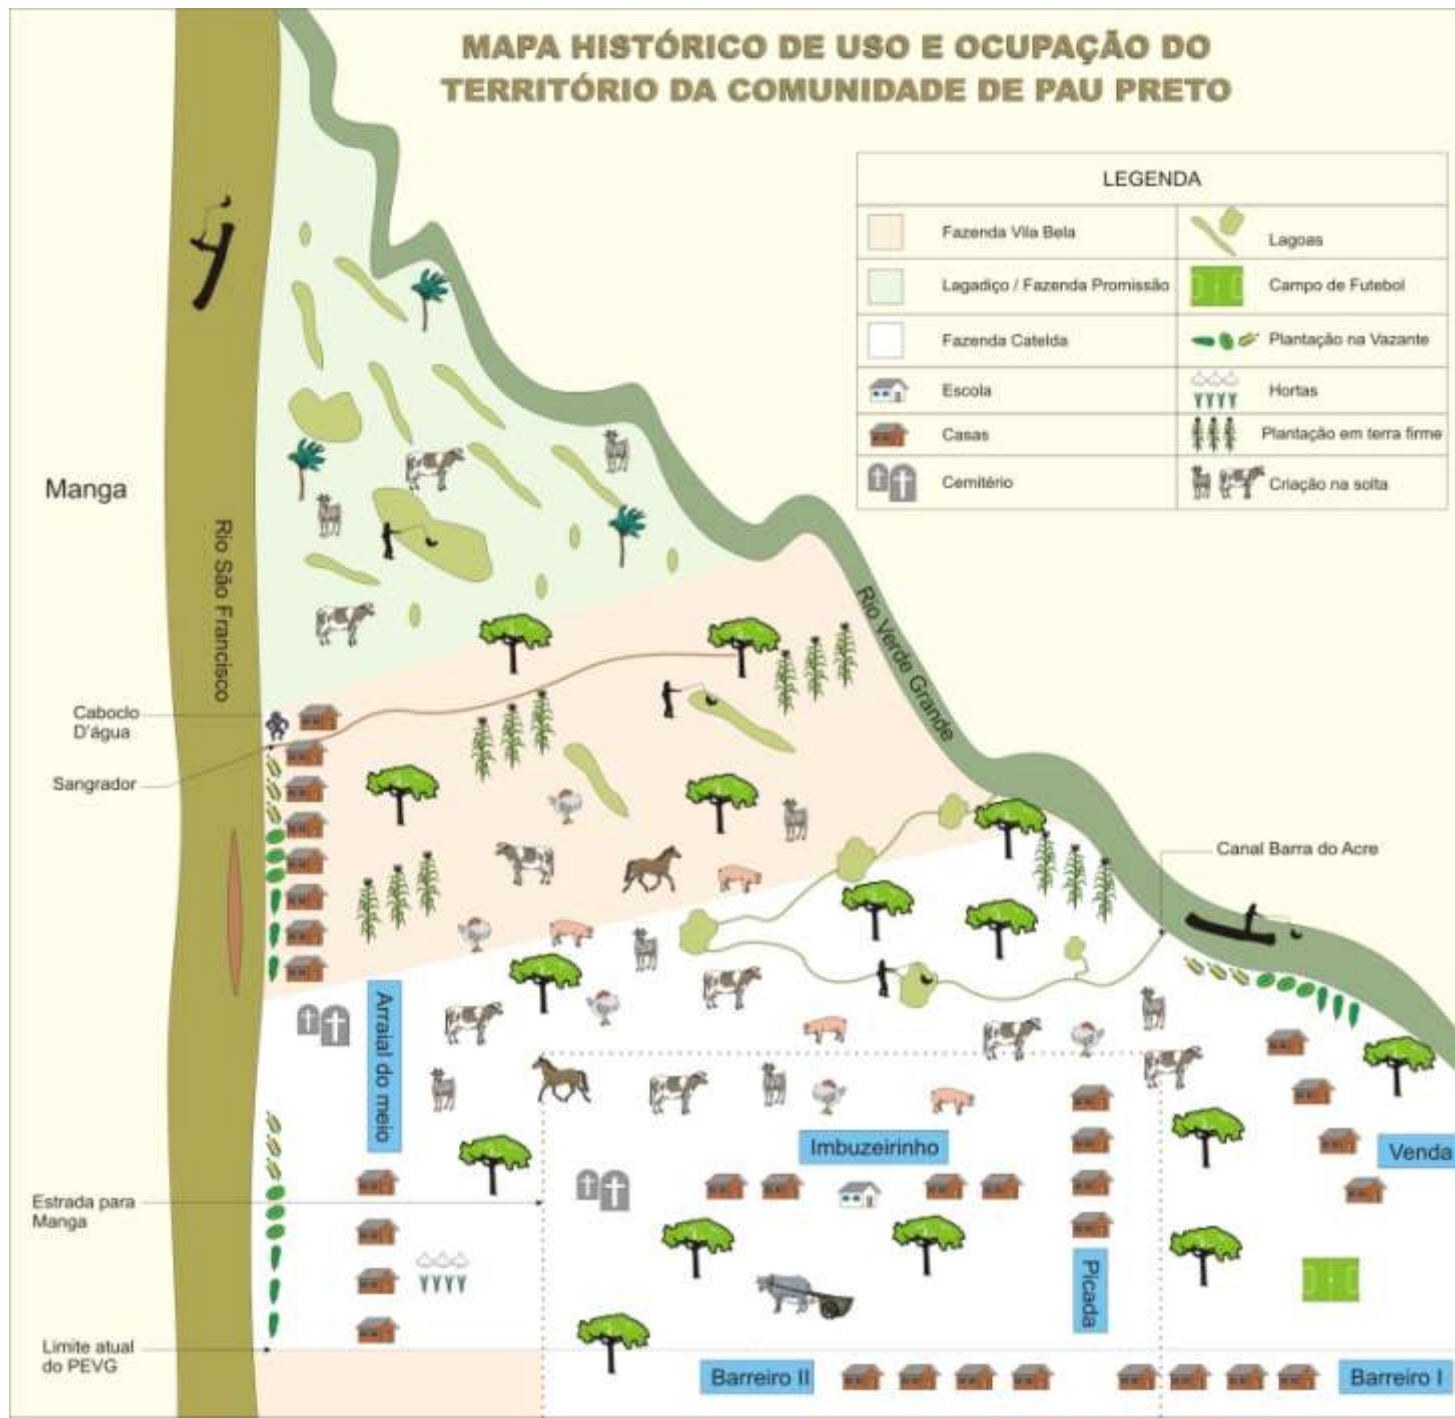 MAPA HISTÓRICO DE USO E OCUPAÇÃO DO
TERRITÓRIO DA COMUNIDADE DE PAU PRETO
LEGENDA
Fazenda Vila Bela
Lagoas
Lagadiço / Fazenda Promissão
Campo de Futebol
Fazenda Catelda
Plantação na Vazante
Escola
Hortas
Casas
Plantação em terra firme
Cemitério
Criação na solta
Manga
Rio São Francisco
Rio Verde Grande
Caboclo
D'água
Sangrador
Canal Barra do Acre
Arraial do meio
Imbuzeirinho
Venda
Estrada para
Manga
Picada
Limite atual
do PEVG
Barreiro II
Barreiro I